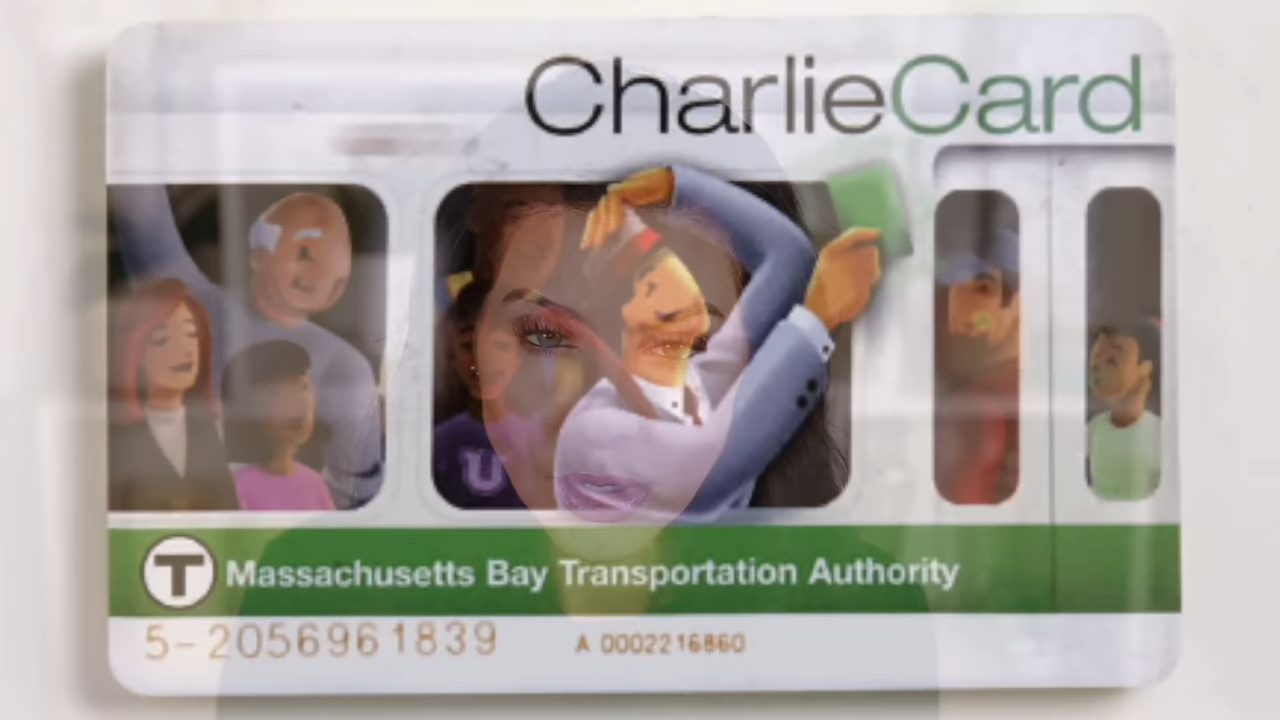 CharlieCard
U
T Massachusetts Bay Transportation Authority
5-2056961839 A 0002216860